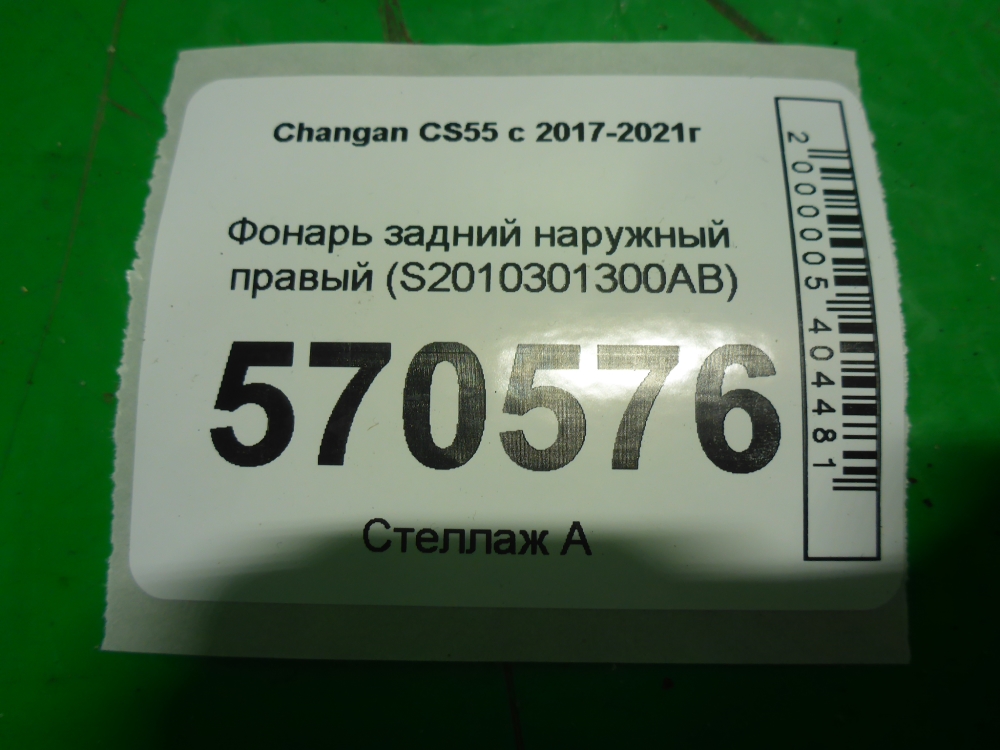 Changan CS55 с 2017-2021г
Фонарь задний наружный
правый (S2010301300AB)
570576
Стеллаж А
2000005404481